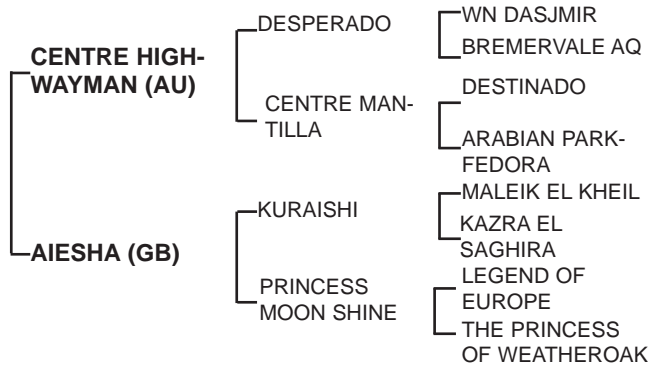 CENTRE HIGH-
WAYMAN (AU)
AIESHA (GB)
DESPERADO
CENTRE MAN-
TILLA
KURAISHI
PRINCESS
MOON SHINE
WN DASJMIR
BREMERVALE AQ
DESTINADO
ARABIAN PARK-
FEDORA
MALEIK EL KHEIL
KAZRA EL
SAGHIRA
LEGEND OF
EUROPE
THE PRINCESS
OF WEATHEROAK